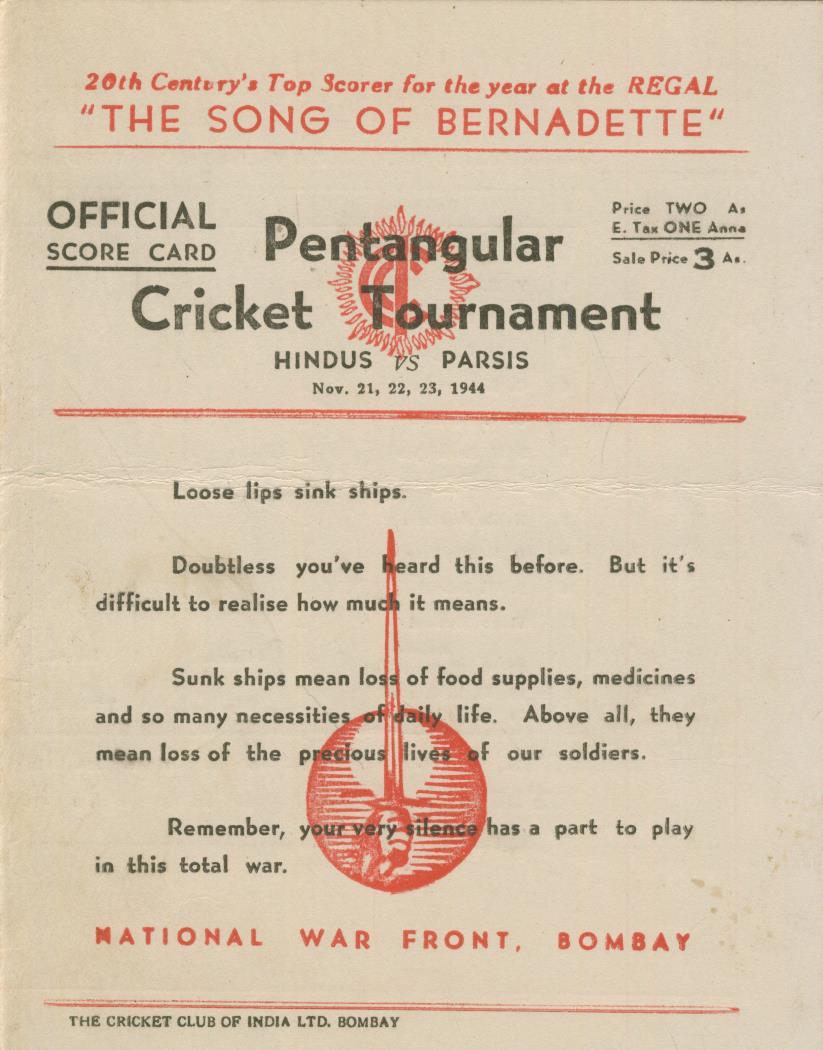 20th Century's Top Scorer for the year at the REGAL
"THE SONG OF BERNADETTE"
OFFICIAL
SCORE CARD
Pentangular
Cricket Tournament
Price TWO As
E. Tax ONE Anna
Sale Price 3 As.
HINDUS vs PARSIS
Nov. 21, 22, 23, 1944
Loose lips sink ships.
Doubtless you've heard this before. But it's
difficult to realise how much it means.
Sunk ships mean loss of food supplies, medicines
and so many necessities of daily life. Above all, they
mean loss of the precious lives of our soldiers.
Remember, your very silence has a part to play
in this total war.
NATIONAL WAR FRONT, BOMBAY
THE CRICKET CLUB OF INDIA LTD. BOMBAY